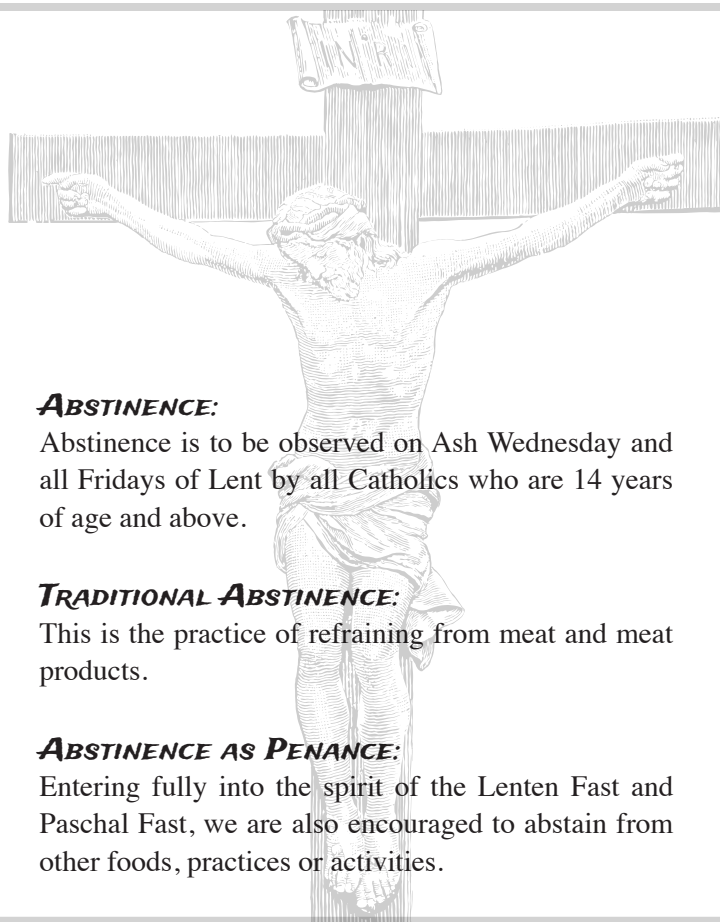 INRI
Abstinence:
Abstinence is to be observed on Ash Wednesday and
all Fridays of Lent by all Catholics who are 14 years
of age and above.
Traditional Abstinence:
This is the practice of refraining from meat and meat
products.
Abstinence as Penance:
Entering fully into the spirit of the Lenten Fast and
Paschal Fast, we are also encouraged to abstain from
other foods, practices or activities.